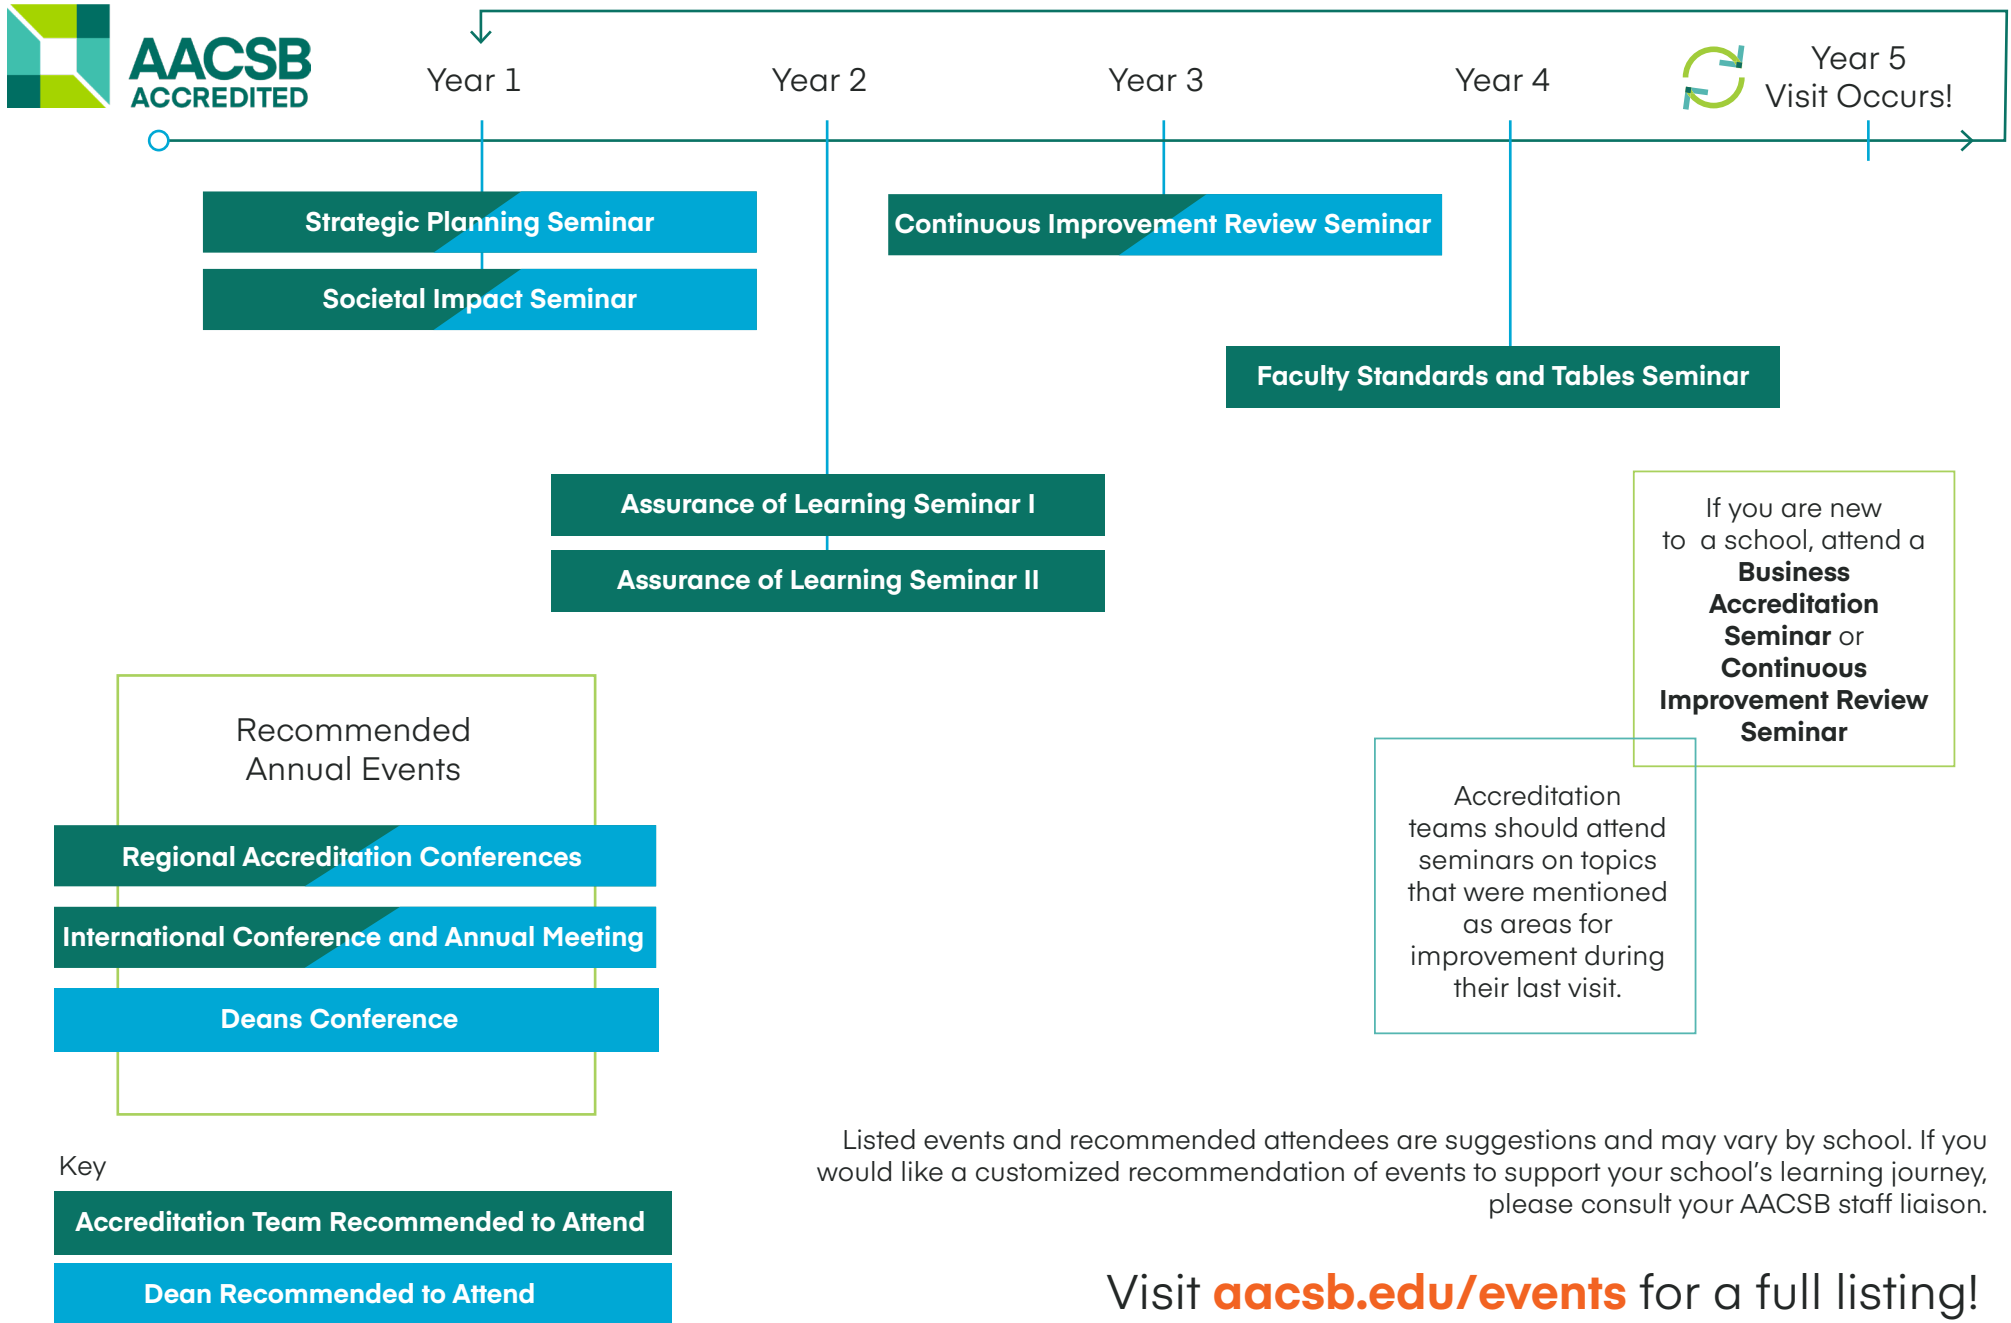 AACSB
ACCREDITED
Year 1
Year 2
Year 3
Year 4
Year 5
Visit Occurs!
Strategic Planning Seminar
Societal Impact Seminar
Continuous Improvement Review Seminar
Faculty Standards and Tables Seminar
Assurance of Learning Seminar I
Assurance of Learning Seminar II
If you are new
to a school, attend a
Business
Accreditation
Seminar or
Continuous
Improvement Review
Seminar
Accreditation
teams should attend
seminars on topics
that were mentioned
as areas for
improvement during
their last visit.
Recommended
Annual Events
Regional Accreditation Conferences
International Conference and Annual Meeting
Deans Conference
Key
Accreditation Team Recommended to Attend
Dean Recommended to Attend
Listed events and recommended attendees are suggestions and may vary by school. If you
would like a customized recommendation of events to support your school’s learning journey,
please consult your AACSB staff liaison.
Visit aacsb.edu/events for a full listing!